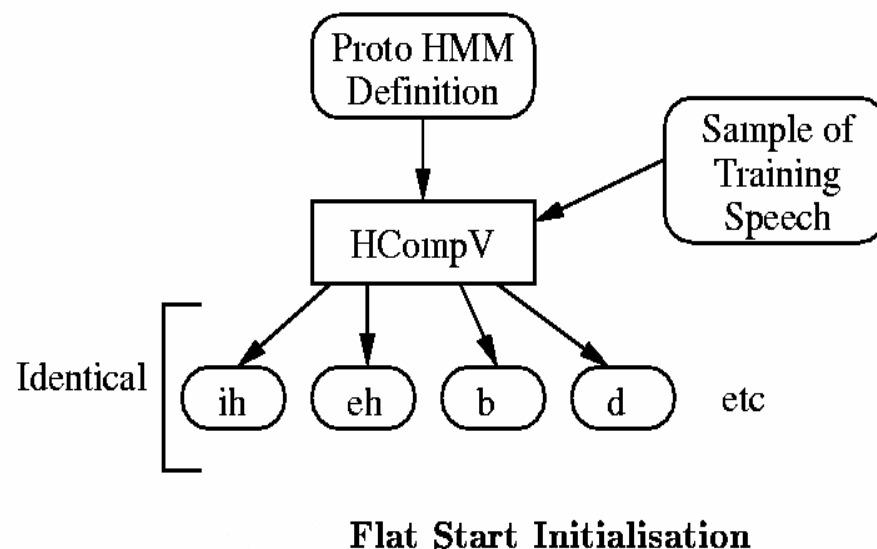 Proto HMM
Definition
Sample of
Training
Speech
HCompV
Identical
ih
eh
b
d
etc
Flat Start Initialisation